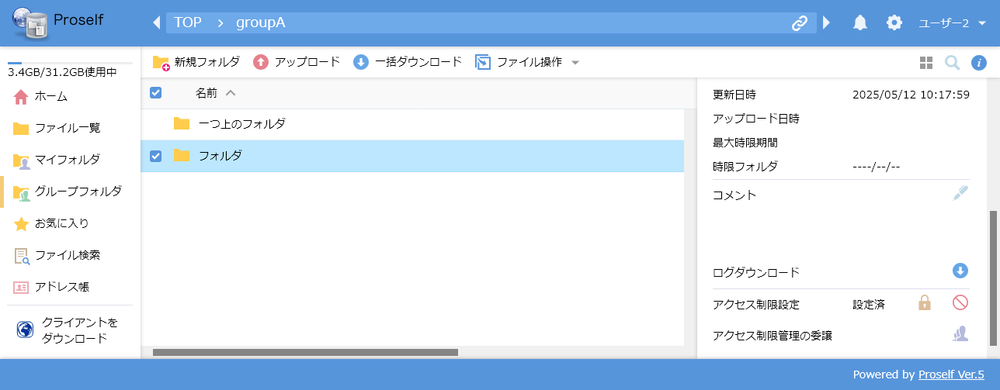 Proself
TOP > groupA
ユーザー2
3.4GB/31.2GB使用中
ホーム
ファイル一覧
マイフォルダ
グループフォルダ
お気に入り
ファイル検索
アドレス帳
クライアントを
ダウンロード
新規フォルダ アップロード 一括ダウンロード ファイル操作
名前
一つ上のフォルダ
フォルダ
更新日時 2025/05/12 10:17:59
アップロード日時
最大時限期間
時限フォルダ ----/--/--
コメント
ログダウンロード
アクセス制限設定 設定済
アクセス制限管理の委譲
Powered by Proself Ver.5